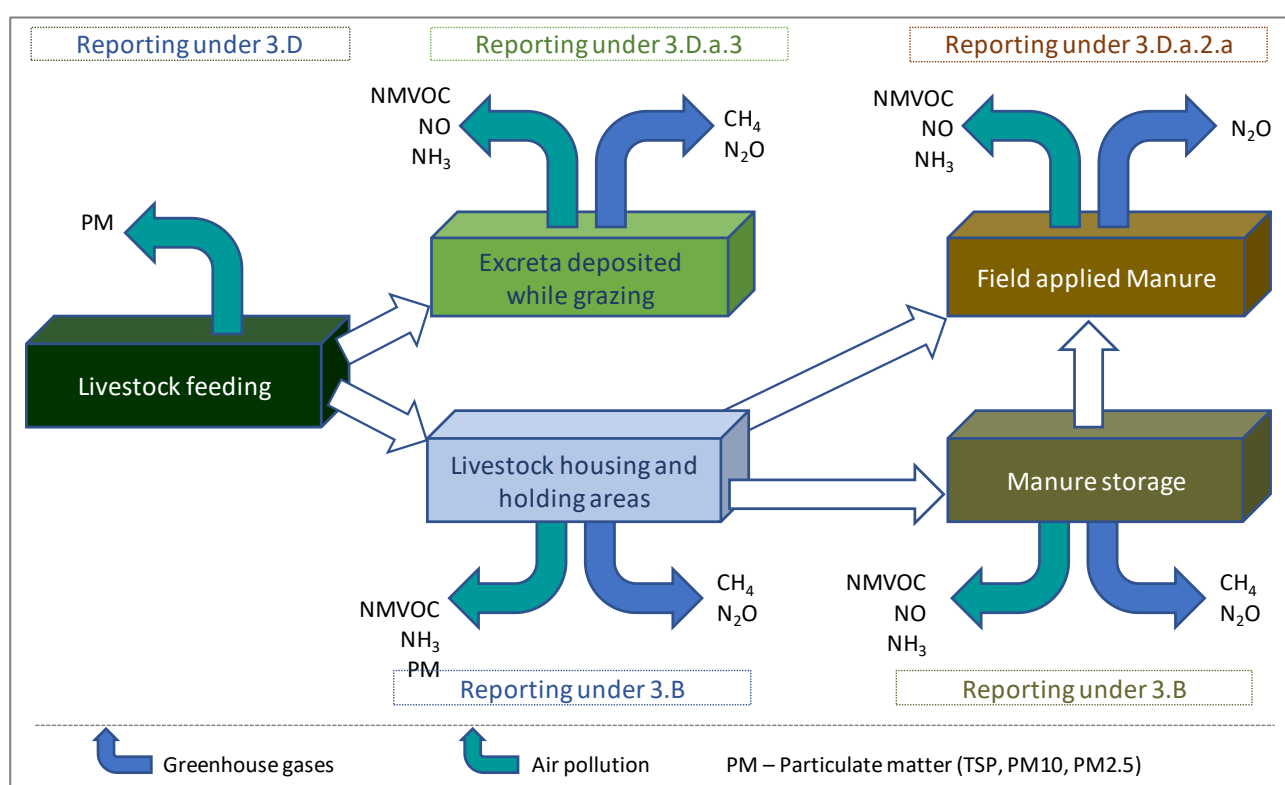 Reporting under 3.D
Reporting under 3.D.a.3
Reporting under 3.D.a.2.a
NMVOC
NO
NH₃
CH₄
N₂O
NMVOC
NO
NH₃
N₂O
PM
Excreta deposited
while grazing
Field applied Manure
Livestock feeding
Livestock housing and
holding areas
Manure storage
NMVOC
NH₃
PM
CH₄
N₂O
NMVOC
NO
NH₃
CH₄
N₂O
Reporting under 3.B
Reporting under 3.B
Greenhouse gases
Air pollution
PM – Particulate matter (TSP, PM10, PM2.5)